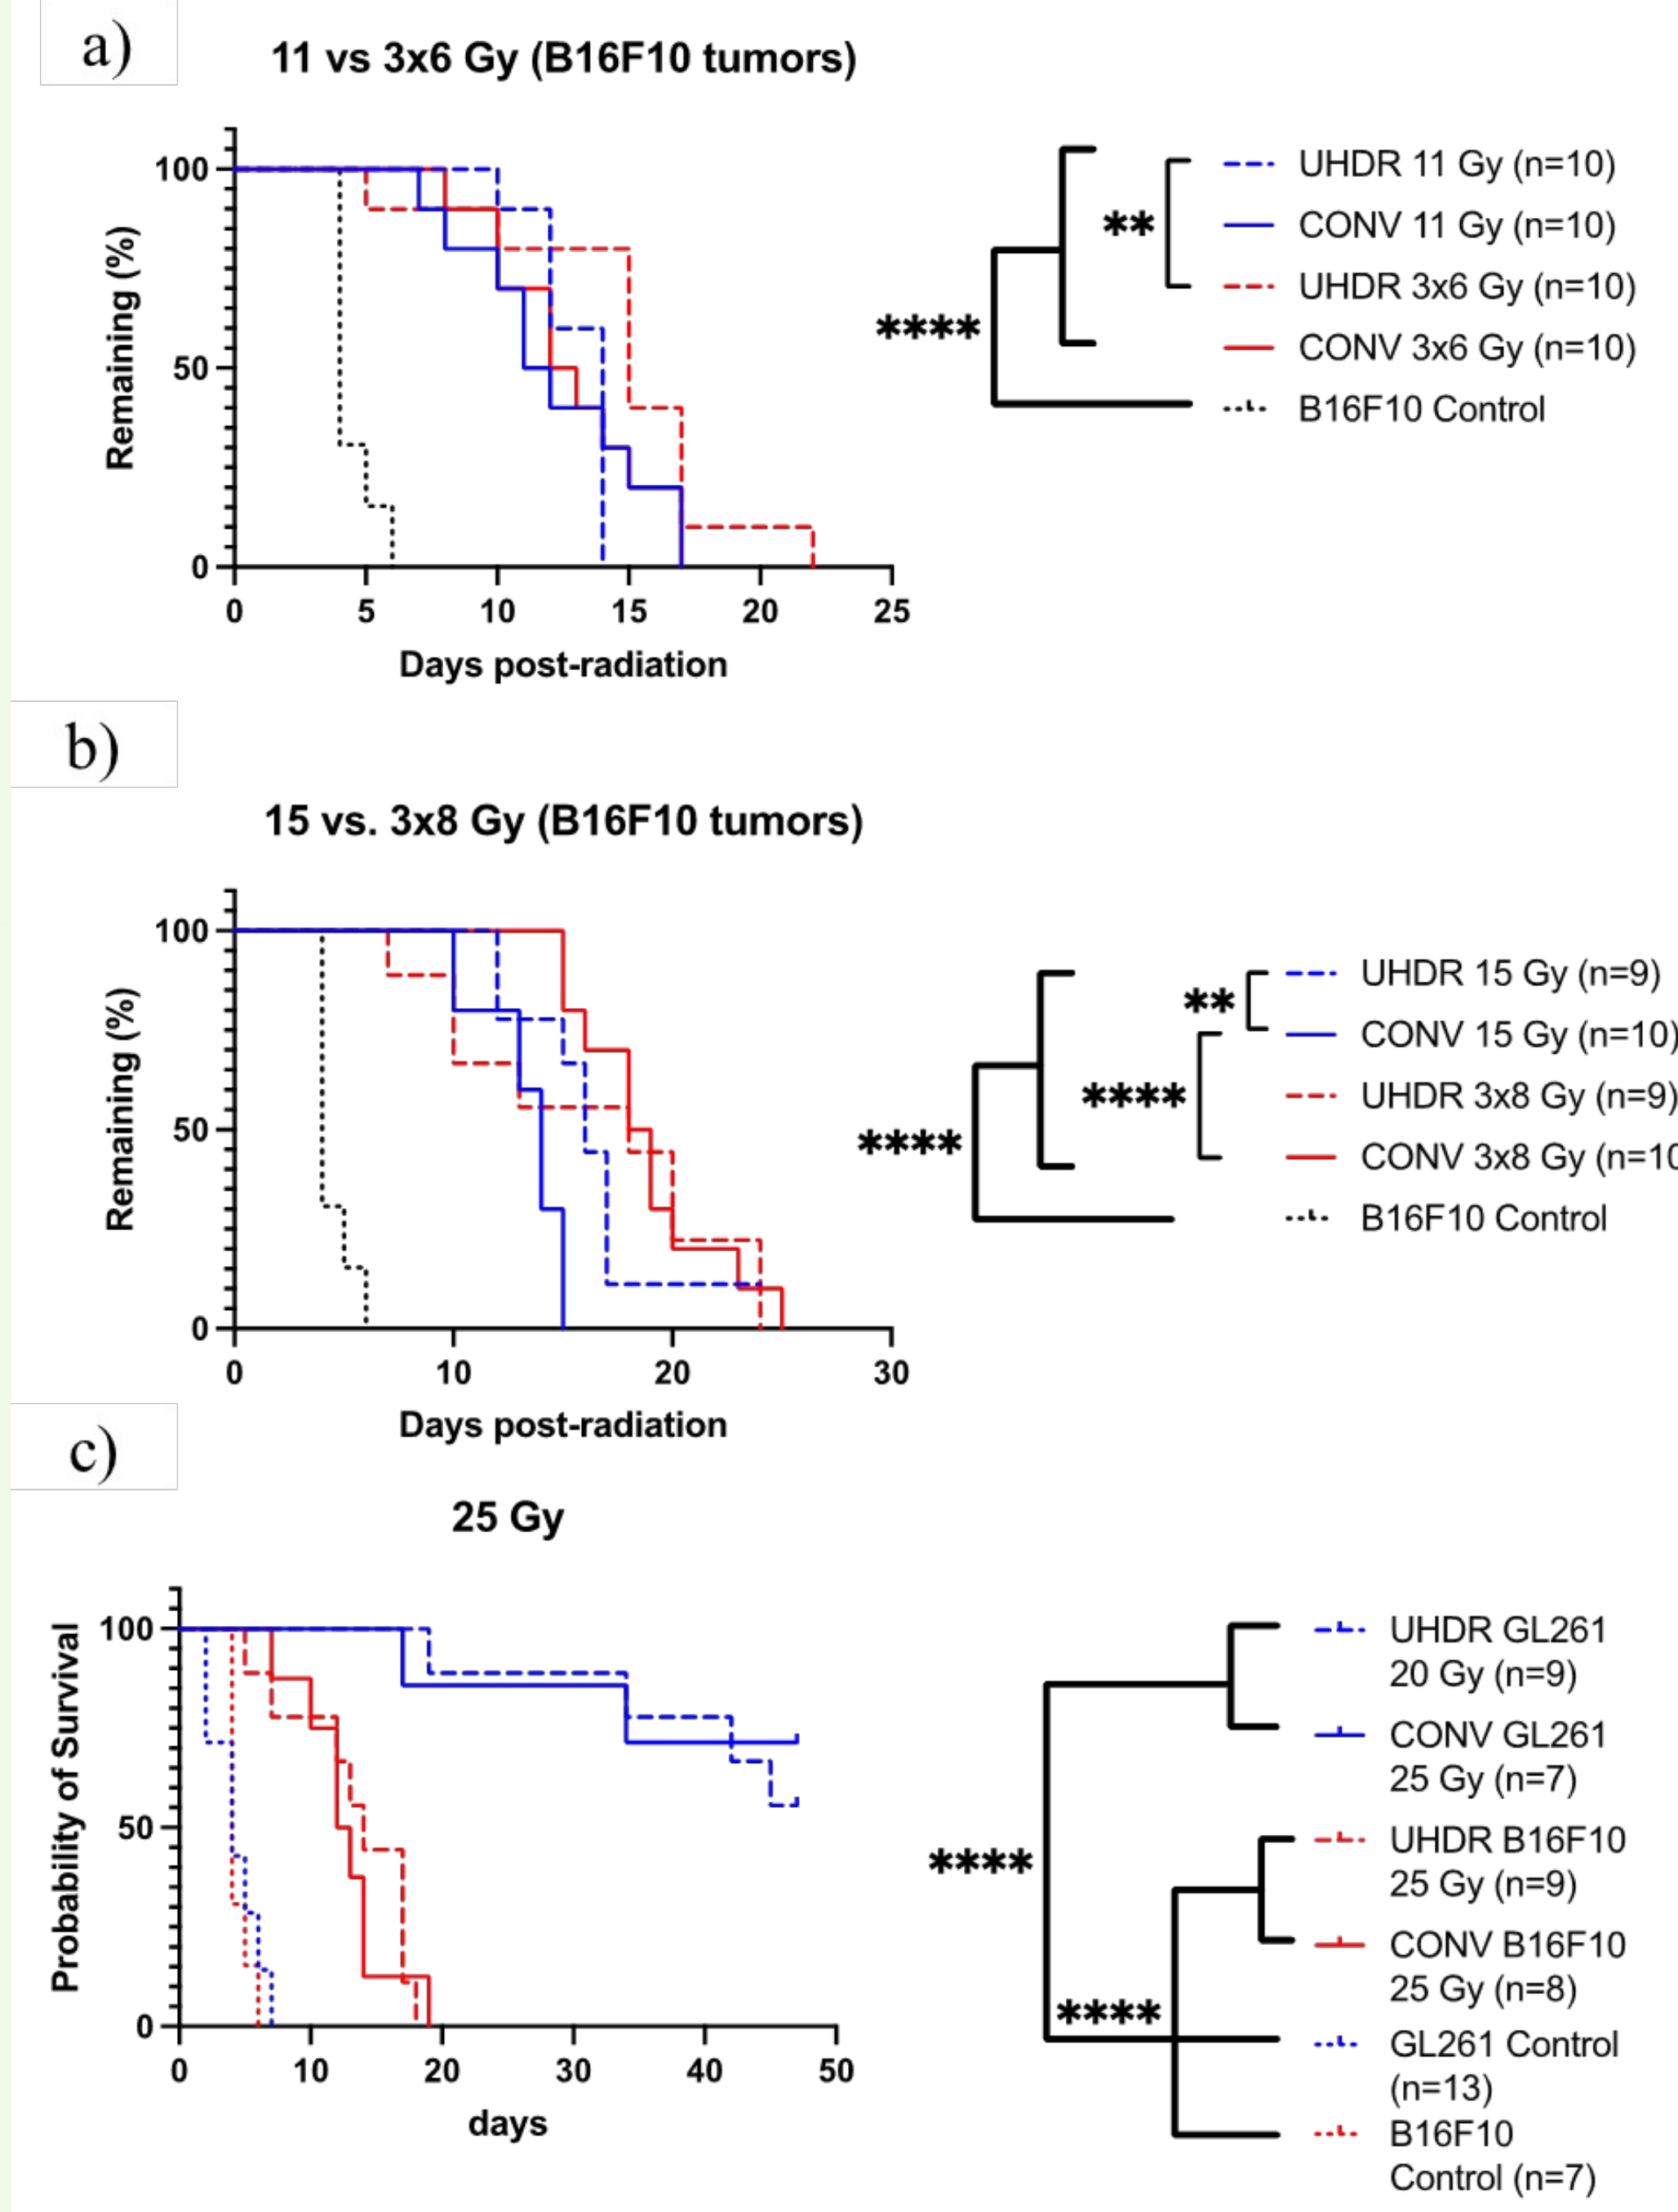 a)
11 vs 3x6 Gy (B16F10 tumors)
Remaining (%)
100
50
0
0 5 10 15 20 25
Days post-radiation
****
**
UHDR 11 Gy (n=10)
CONV 11 Gy (n=10)
UHDR 3x6 Gy (n=10)
CONV 3x6 Gy (n=10)
B16F10 Control
b)
15 vs. 3x8 Gy (B16F10 tumors)
Remaining (%)
100
50
0
0 10 20 30
Days post-radiation
**
****
****
UHDR 15 Gy (n=9)
CONV 15 Gy (n=10)
UHDR 3x8 Gy (n=9)
CONV 3x8 Gy (n=10
B16F10 Control
c)
25 Gy
Probability of Survival
100
50
0
0 10 20 30 40 50
days
****
****
UHDR GL261
20 Gy (n=9)
CONV GL261
25 Gy (n=7)
UHDR B16F10
25 Gy (n=9)
CONV B16F10
25 Gy (n=8)
GL261 Control
(n=13)
B16F10
Control (n=7)